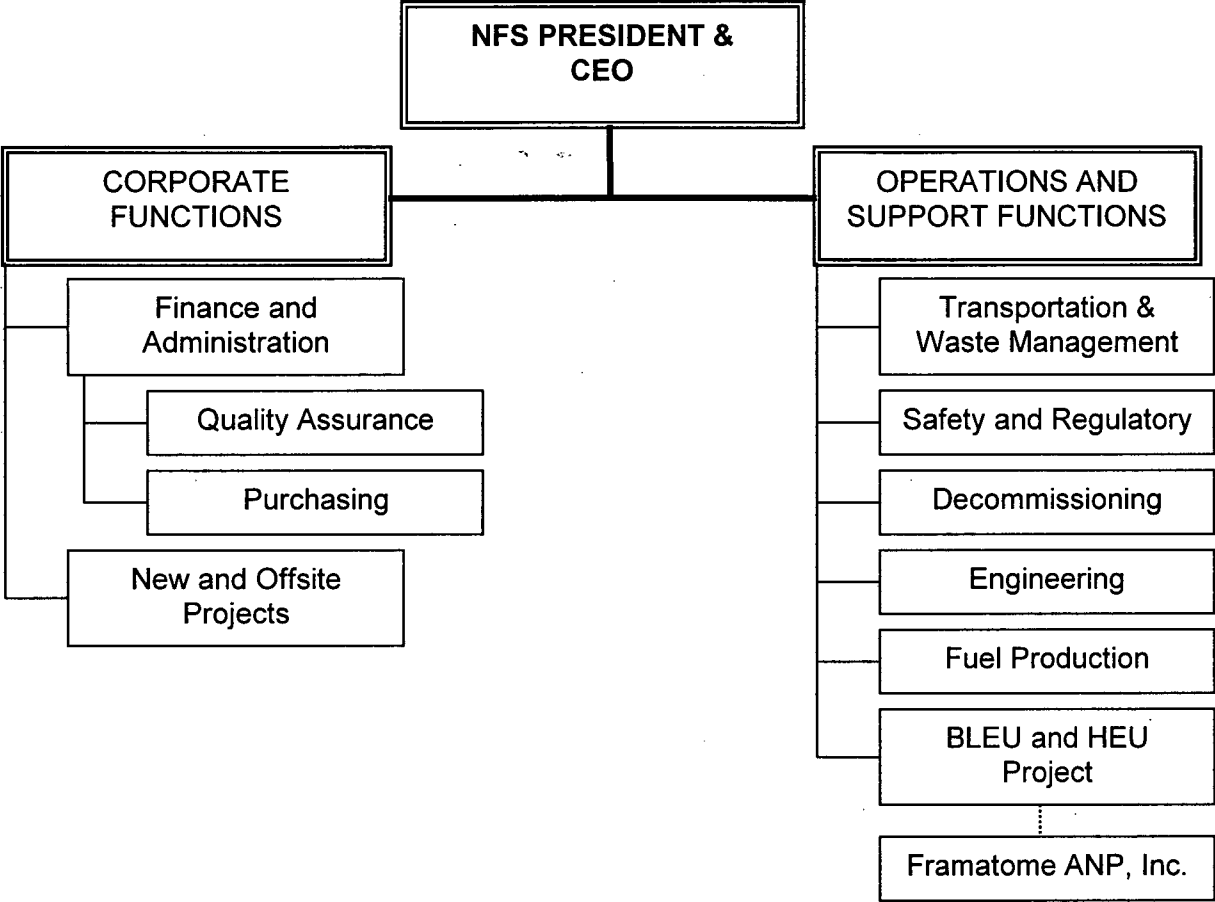 NFS PRESIDENT &
CEO
CORPORATE
FUNCTIONS
Finance and
Administration
Quality Assurance
Purchasing
New and Offsite
Projects
OPERATIONS AND
SUPPORT FUNCTIONS
Transportation &
Waste Management
Safety and Regulatory
Decommissioning
Engineering
Fuel Production
BLEU and HEU
Project
Framatome ANP, Inc.